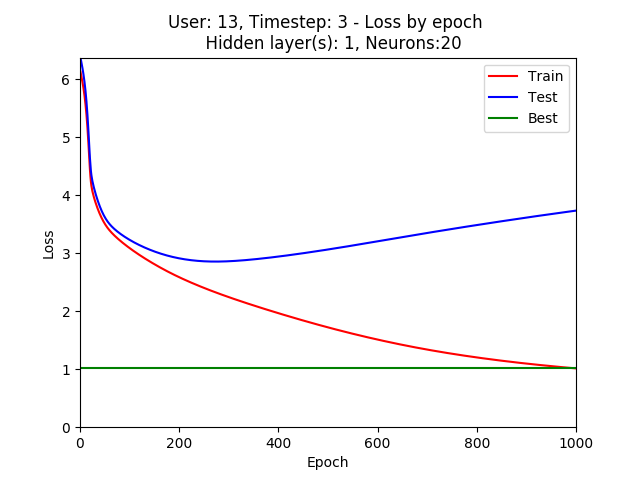 User: 13, Timestep: 3 - Loss by epoch
Hidden layer(s): 1, Neurons:20
Train
Test
Best
6
5
4
3
2
1
0
Loss
0 200 400 600 800 1000
Epoch